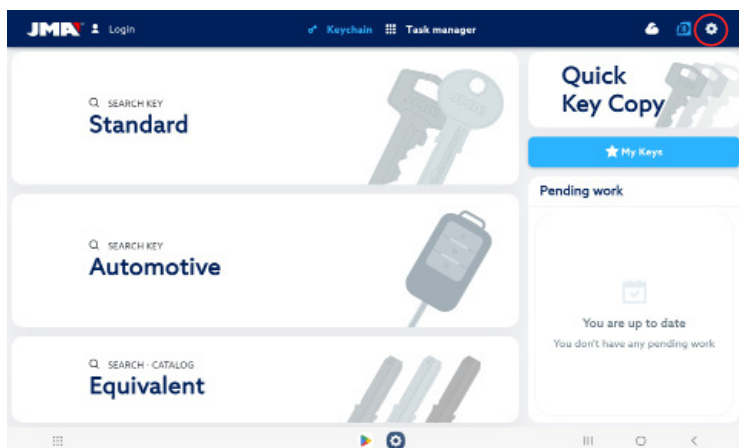 JMA Login Keychain Task manager
SEARCH KEY
Standard
Quick
Key Copy
My Keys
Pending work
SEARCH KEY
Automotive
You are up to date
You don't have any pending work
SEARCH - CATALOG
Equivalent